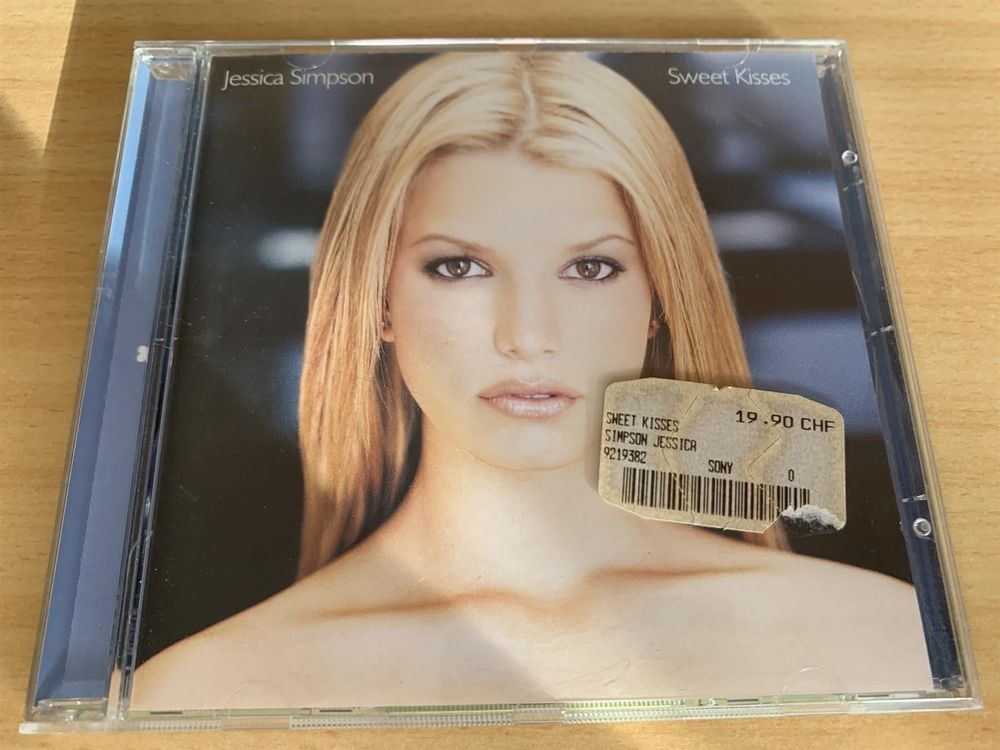 Jessica Simpson
Sweet Kisses
SWEET KISSES 19.90 CHF
SIMPSON JESSICA
9219382 SONY 0